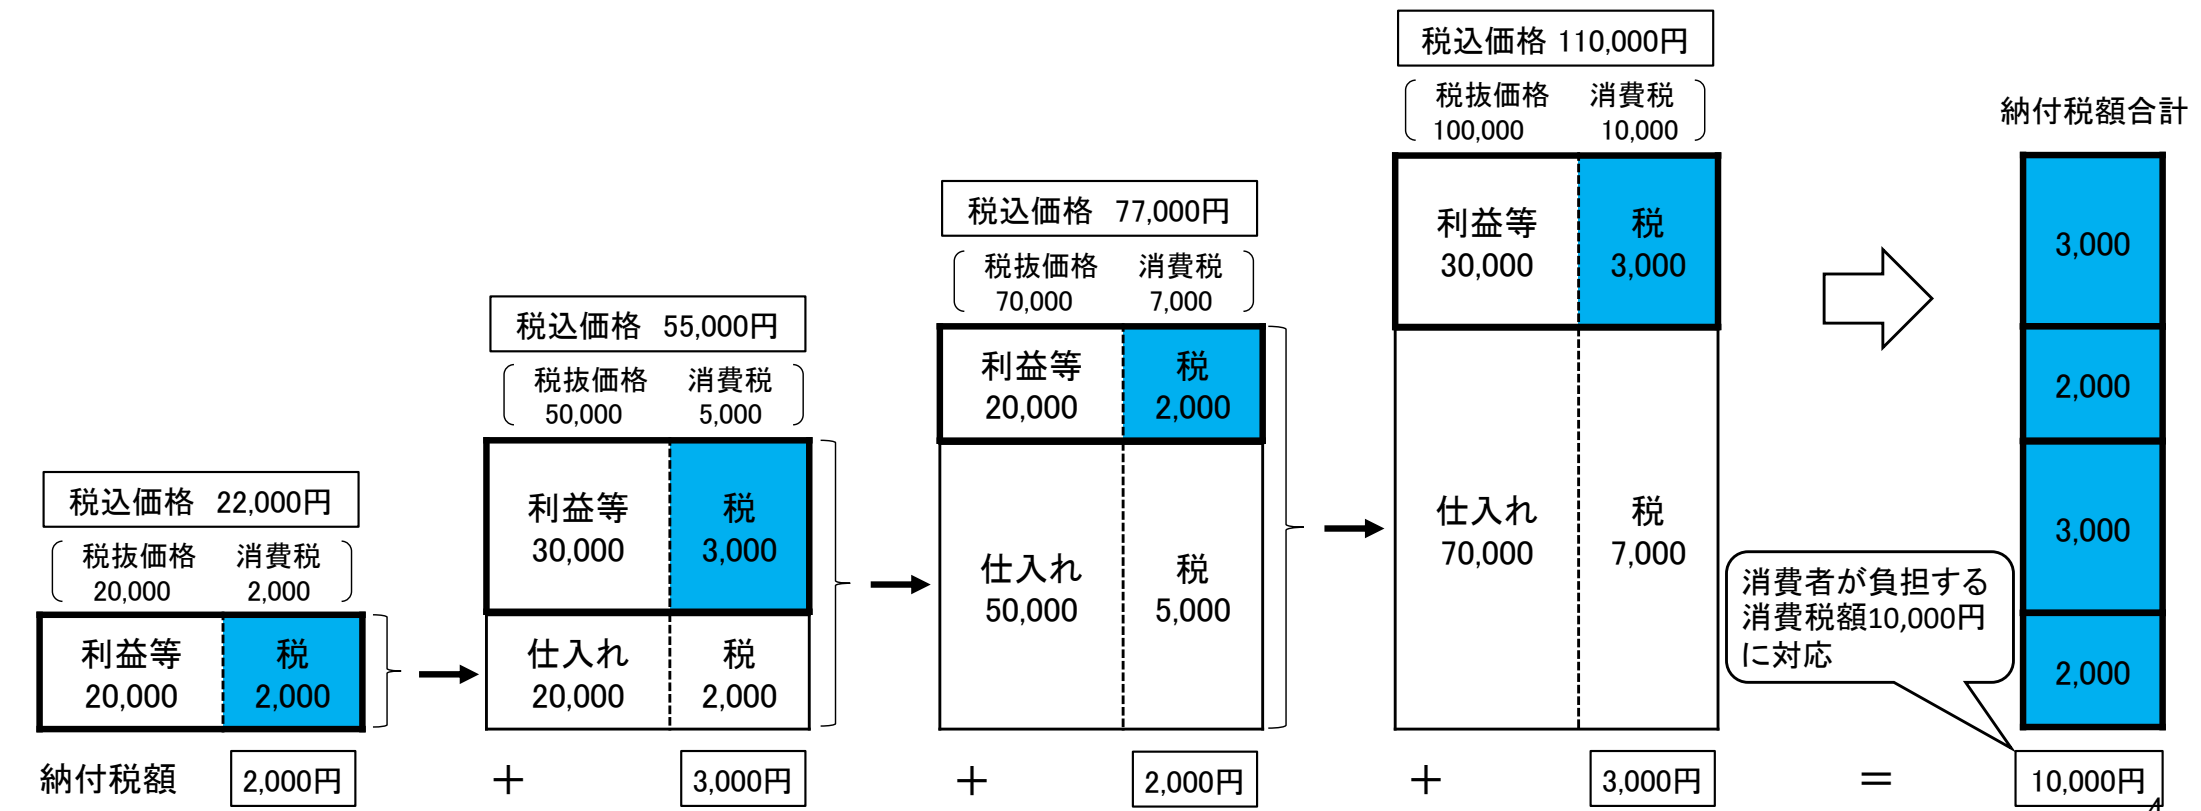 税込価格 22,000円
税抜価格 消費税
20,000 2,000
利益等 税
20,000 2,000
税込価格 55,000円
税抜価格 消費税
50,000 5,000
利益等 税
30,000 3,000
仕入れ 税
20,000 2,000
税込価格 77,000円
税抜価格 消費税
70,000 7,000
利益等 税
20,000 2,000
仕入れ 税
50,000 5,000
税込価格 110,000円
税抜価格 消費税
100,000 10,000
利益等 税
30,000 3,000
仕入れ 税
70,000 7,000
納付税額合計
3,000
2,000
3,000
2,000
消費者が負担する
消費税額10,000円
に対応
納付税額 2,000円 + 3,000円 + 2,000円 + 3,000円 = 10,000円